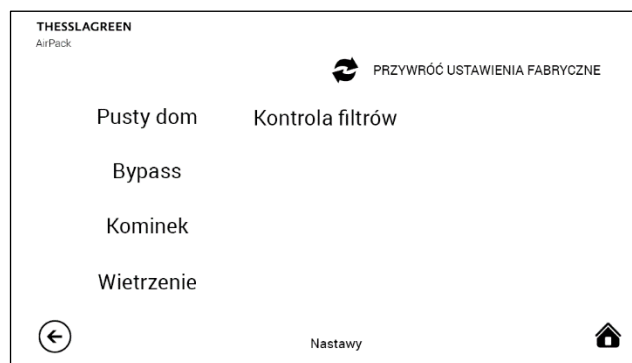 THESSLAGREEN
AirPack
PRZYWRÓĆ USTAWIENIA FABRYCZNE
Pusty dom
Kontrola filtrów
Bypass
Kominek
Wietrzenie
Nastawy